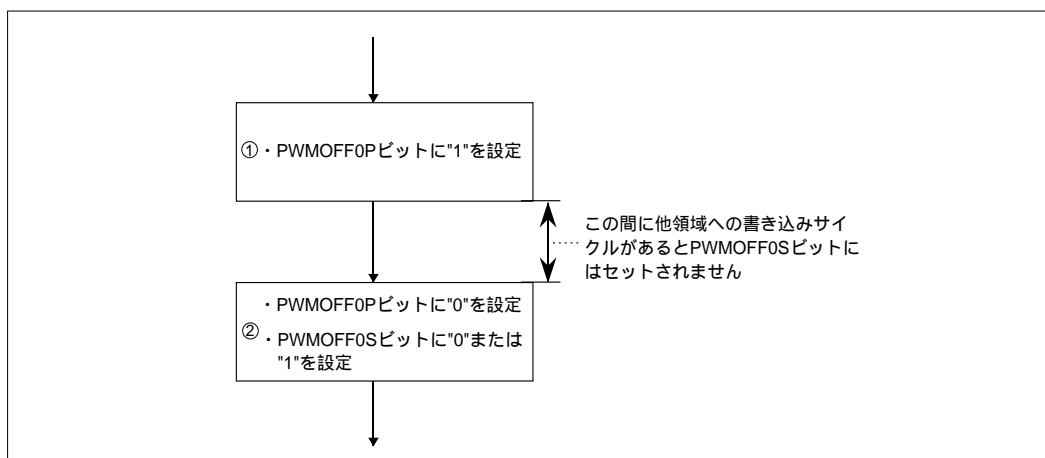 ①・PWMOFF0Pビットに"1"を設定
この間に他領域への書き込みサイ
クルがあるとPWMOFF0Sビットに
はセットされません
・PWMOFF0Pビットに"0"を設定
②
・PWMOFF0Sビットに"0"または
"1"を設定